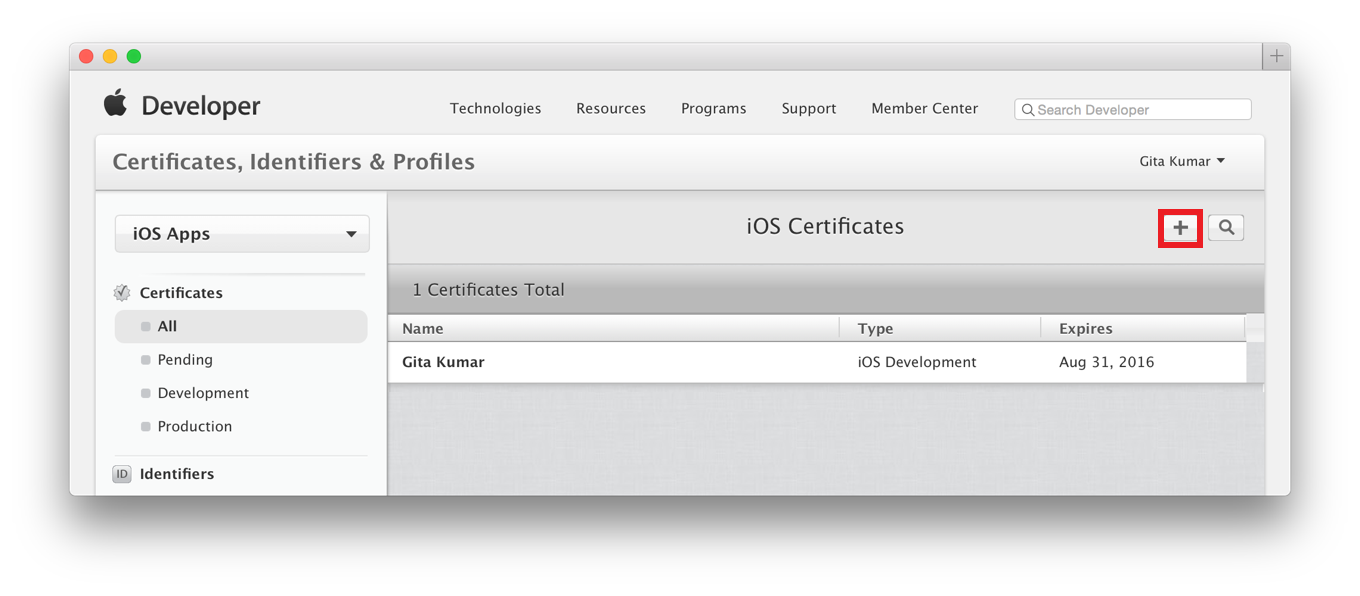 Developer
Technologies Resources Programs Support Member Center Search Developer
Certificates, Identifiers & Profiles Gita Kumar
iOS Apps
iOS Certificates
Certificates
1 Certificates Total
All
Name Type Expires
Pending
Gita Kumar iOS Development Aug 31, 2016
Development
Production
ID Identifiers